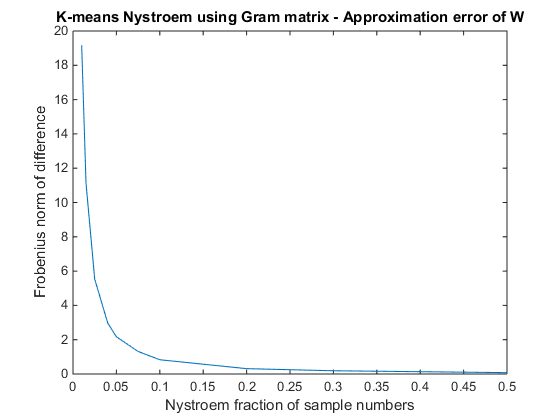 K-means Nystroem using Gram matrix - Approximation error of W
20
18
16
14
12
10
8
6
4
2
0
Frobenius norm of difference
0 0.05 0.1 0.15 0.2 0.25 0.3 0.35 0.4 0.45 0.5
Nystroem fraction of sample numbers